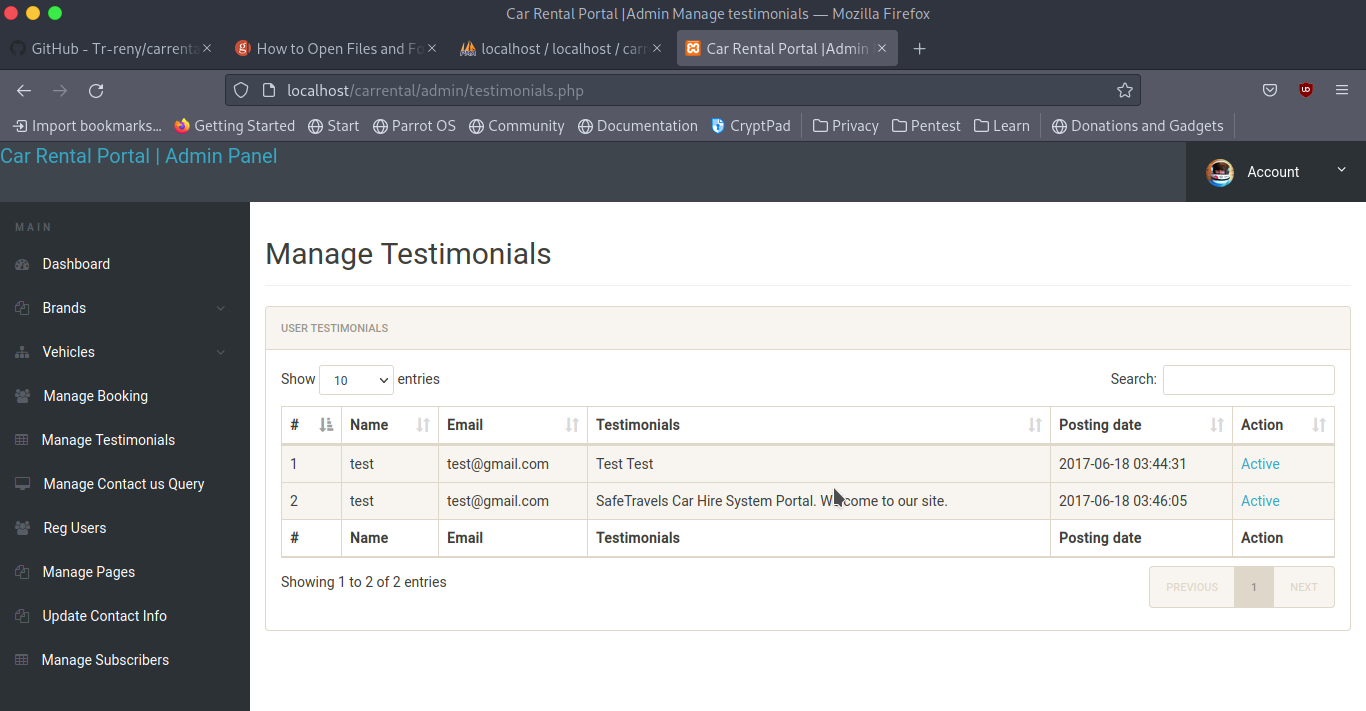 Car Rental Portal |Admin Manage testimonials — Mozilla Firefox
GitHub - Tr-reny/carrenta How to Open Files and Fo localhost / localhost / carr Car Rental Portal |Admin
localhost/carrental/admin/testimonials.php
Import bookmarks... Getting Started Start Parrot OS Community Documentation CryptPad Privacy Pentest Learn Donations and Gadgets
Car Rental Portal | Admin Panel
Account
MAIN
Dashboard
Brands
Vehicles
Manage Booking
Manage Testimonials
Manage Contact us Query
Reg Users
Manage Pages
Update Contact Info
Manage Subscribers
Manage Testimonials
USER TESTIMONIALS
Show 10 entries Search:
# Name Email Testimonials Posting date Action
1 test test@gmail.com Test Test 2017-06-18 03:44:31 Active
2 test test@gmail.com SafeTravels Car Hire System Portal. Welcome to our site. 2017-06-18 03:46:05 Active
# Name Email Testimonials Posting date Action
Showing 1 to 2 of 2 entries PREVIOUS 1 NEXT